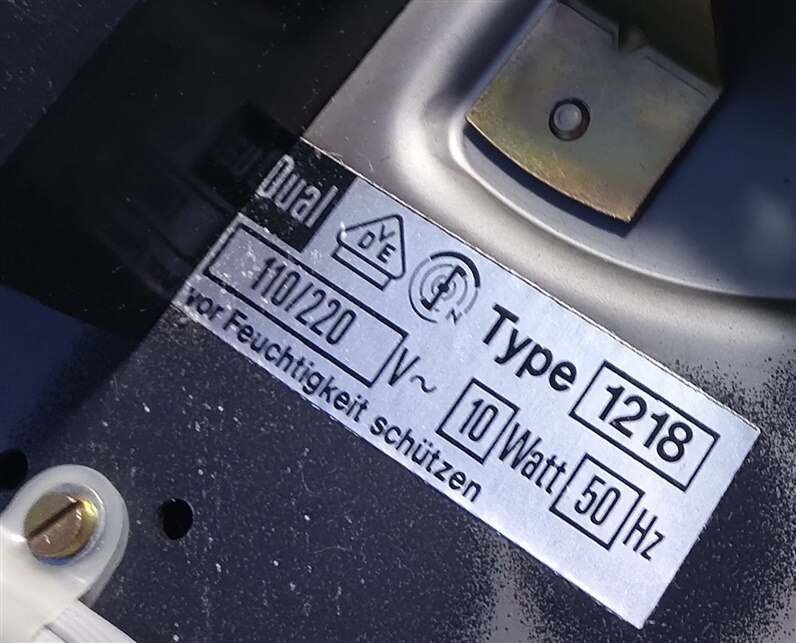 Dual
VDE
N
Type 1218
110/220 V~ 10 Watt 50 Hz
vor Feuchtigkeit schützen